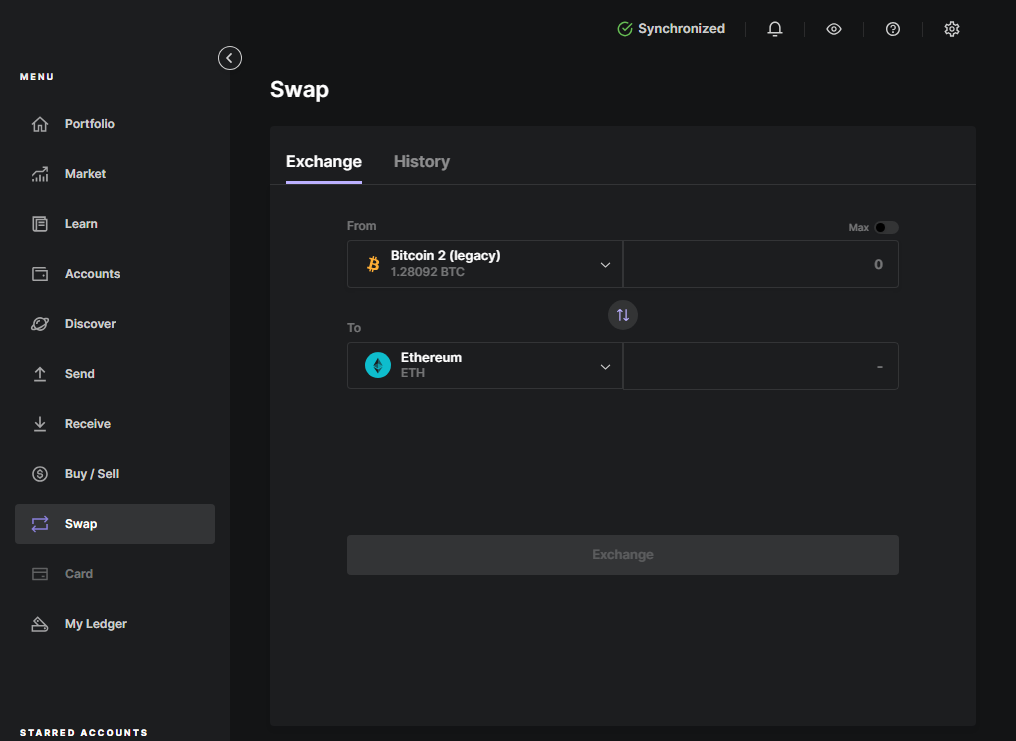 Synchronized
MENU
Portfolio
Market
Learn
Accounts
Discover
Send
Receive
Buy / Sell
Swap
Card
My Ledger
STARRED ACCOUNTS
Swap
Exchange
History
From
Max
Bitcoin 2 (legacy)
1.28092 BTC
0
To
Ethereum
ETH
-
Exchange